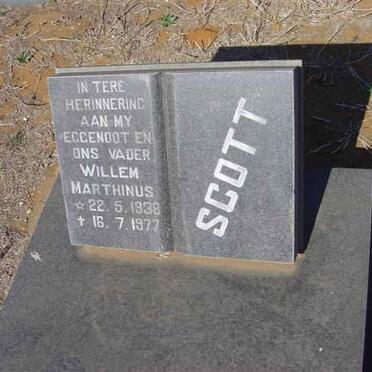 IN TERE
HERINNERING
AAN MY
EGGENOOT EN
ONS VADER
WILLEM
MARTHINUS
☆ 22.5.1938
✝ 16.7.1977
SCOTT